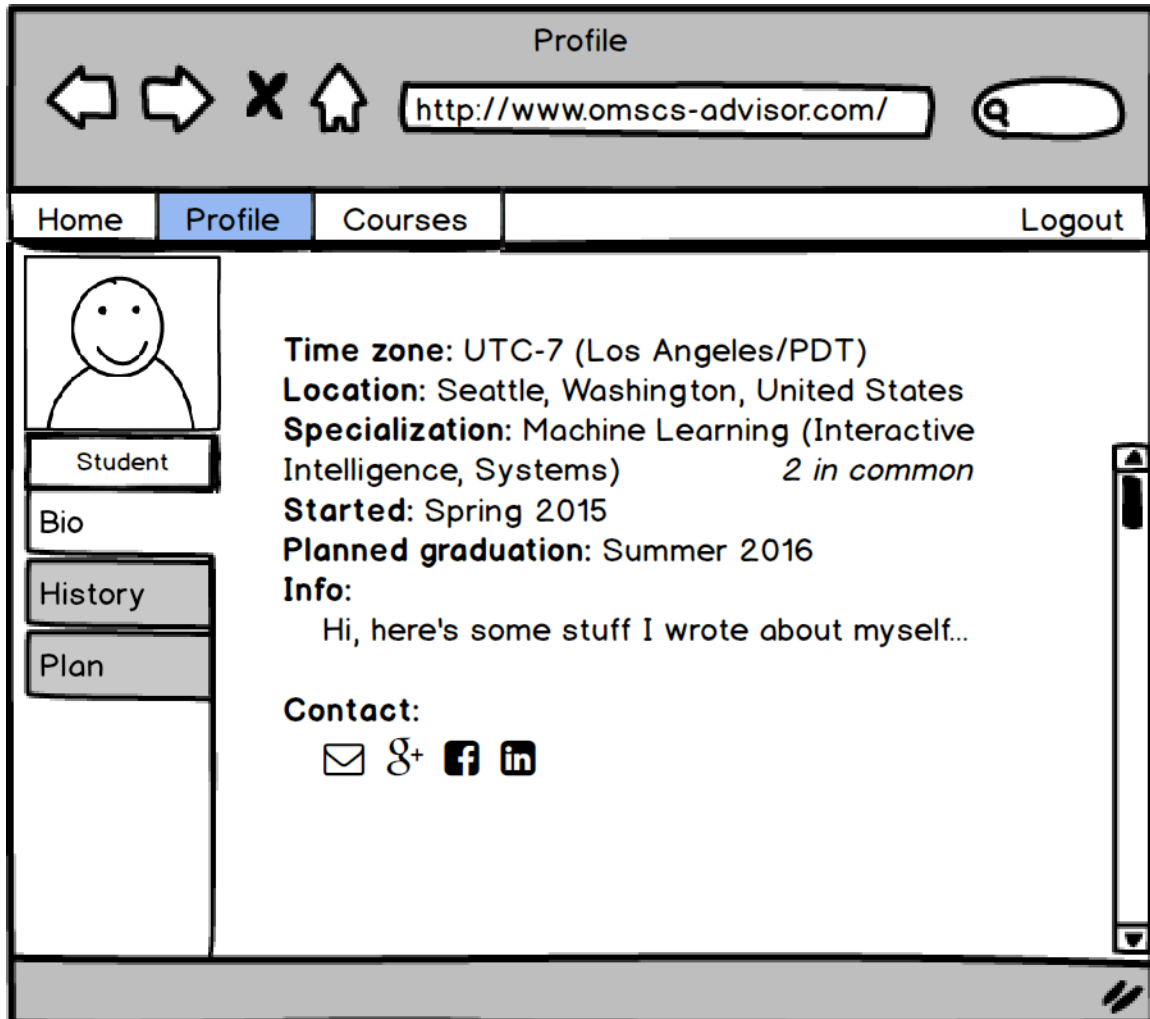 Profile
http://www.omscs-advisor.com/
Home Profile Courses Logout
Student
Bio
History
Plan
Time zone: UTC-7 (Los Angeles/PDT)
Location: Seattle, Washington, United States
Specialization: Machine Learning (Interactive
Intelligence, Systems) 2 in common
Started: Spring 2015
Planned graduation: Summer 2016
Info:
Hi, here's some stuff I wrote about myself...
Contact:
g+ f in